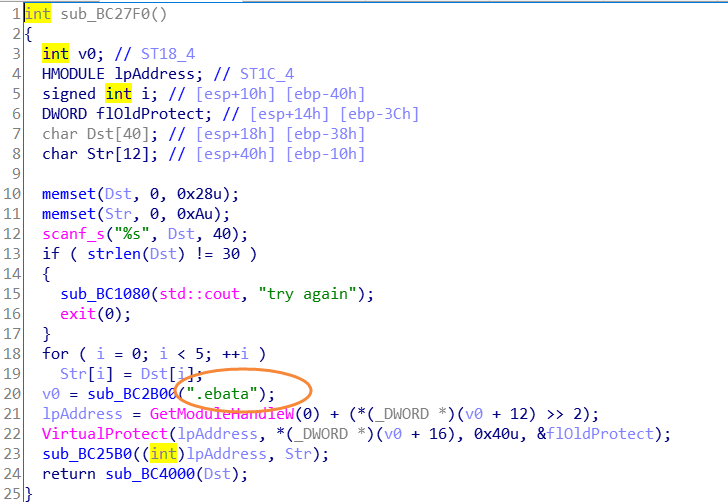 1 int sub_BC27F0()
2 {
3 int v0; // ST18_4
4 HMODULE lpAddress; // ST1C_4
5 signed int i; // [esp+10h] [ebp-40h]
6 DWORD flOldProtect; // [esp+14h] [ebp-3Ch]
7 char Dst[40]; // [esp+18h] [ebp-38h]
8 char Str[12]; // [esp+40h] [ebp-10h]
9
10 memset(Dst, 0, 0x28u);
11 memset(Str, 0, 0xAu);
12 scanf_s("%s", Dst, 40);
13 if ( strlen(Dst) != 30 )
14 {
15 sub_BC1080(std::cout, "try again");
16 exit(0);
17 }
18 for ( i = 0; i < 5; ++i )
19 Str[i] = Dst[i];
20 v0 = sub_BC2B00(".ebata");
21 lpAddress = GetModuleHandleW(0) + (*(_DWORD *)(v0 + 12) >> 2);
22 VirtualProtect(lpAddress, *(_DWORD *)(v0 + 16), 0x40u, &flOldProtect);
23 sub_BC25B0((int)lpAddress, Str);
24 return sub_BC4000(Dst);
25 }